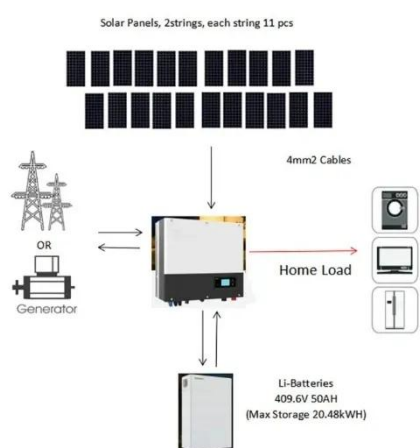 Solar Panels, 2strings, each string 11 pcs
4mm2 Cables
OR
Home Load
Generator
Li-Batteries
409.6V 50AH
(Max Storage 20.48kWH)